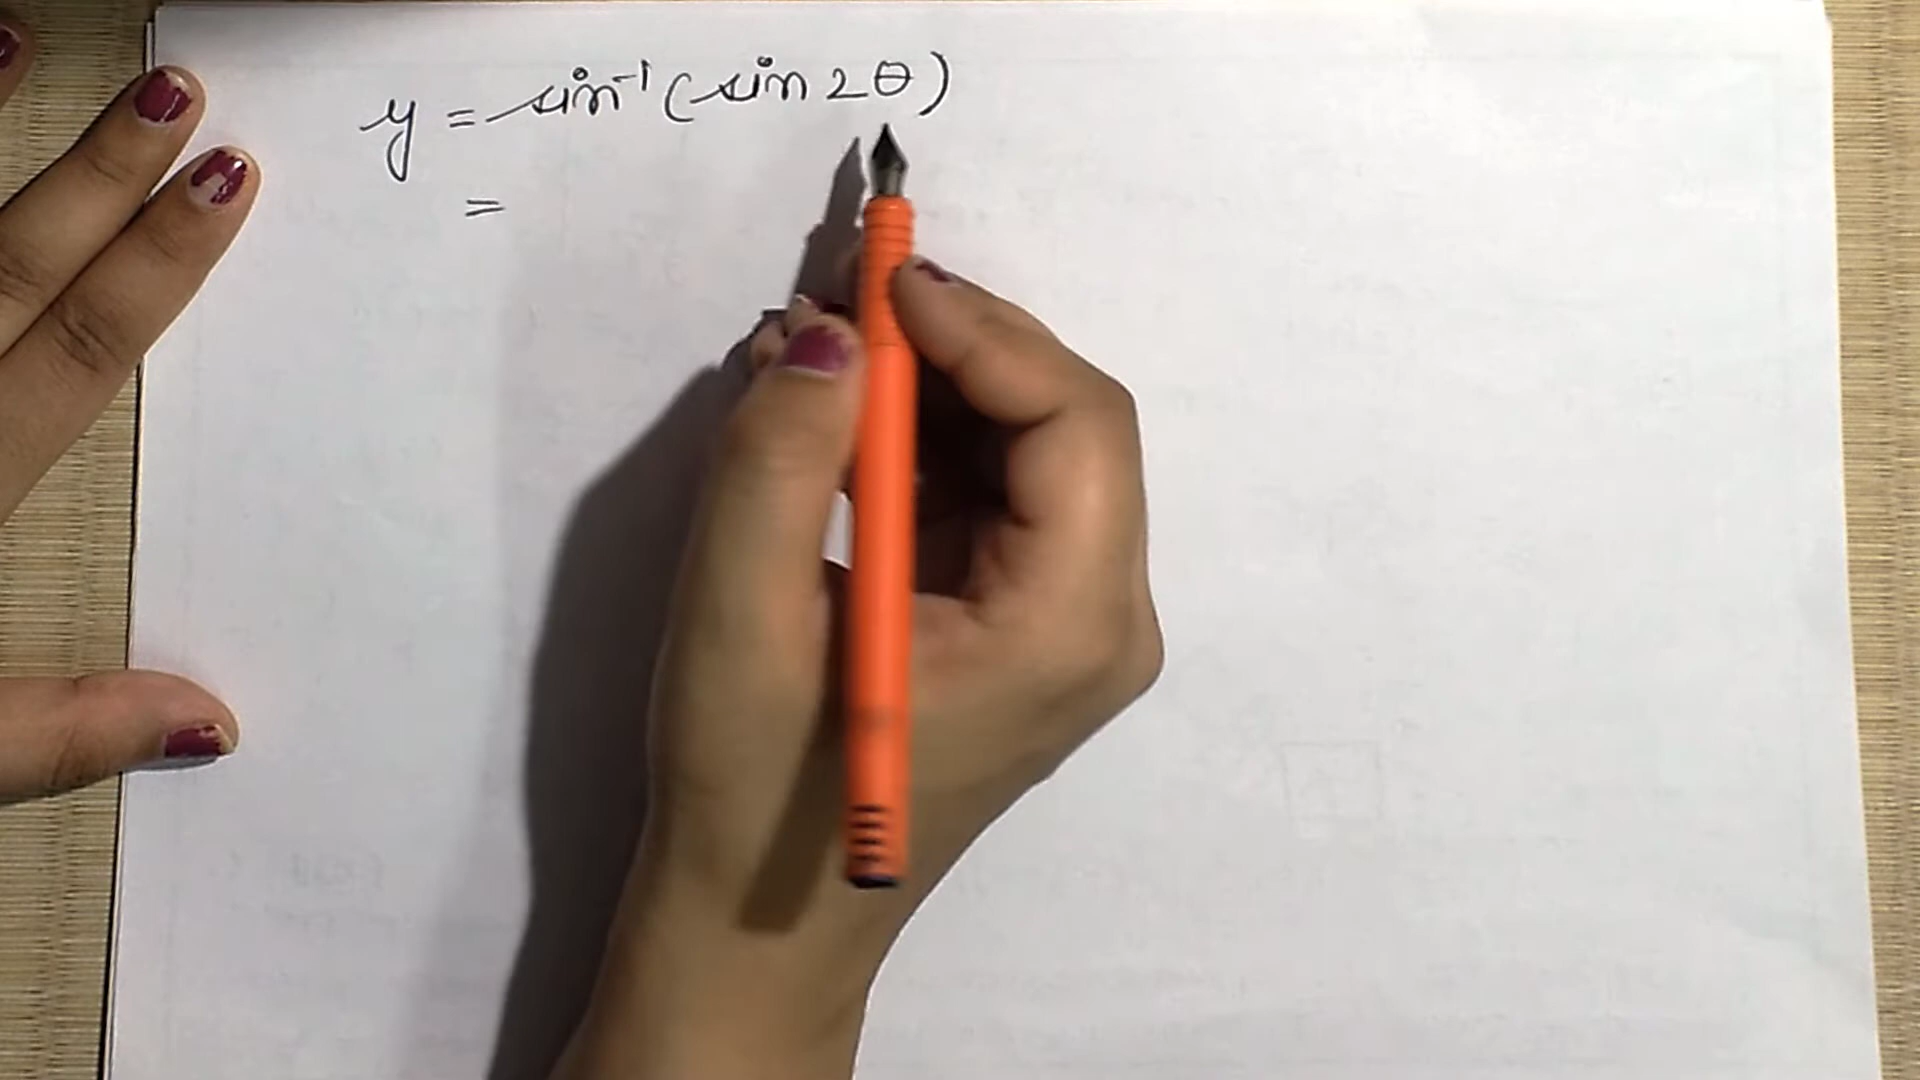 y = sin⁻¹(sin 2θ)
=